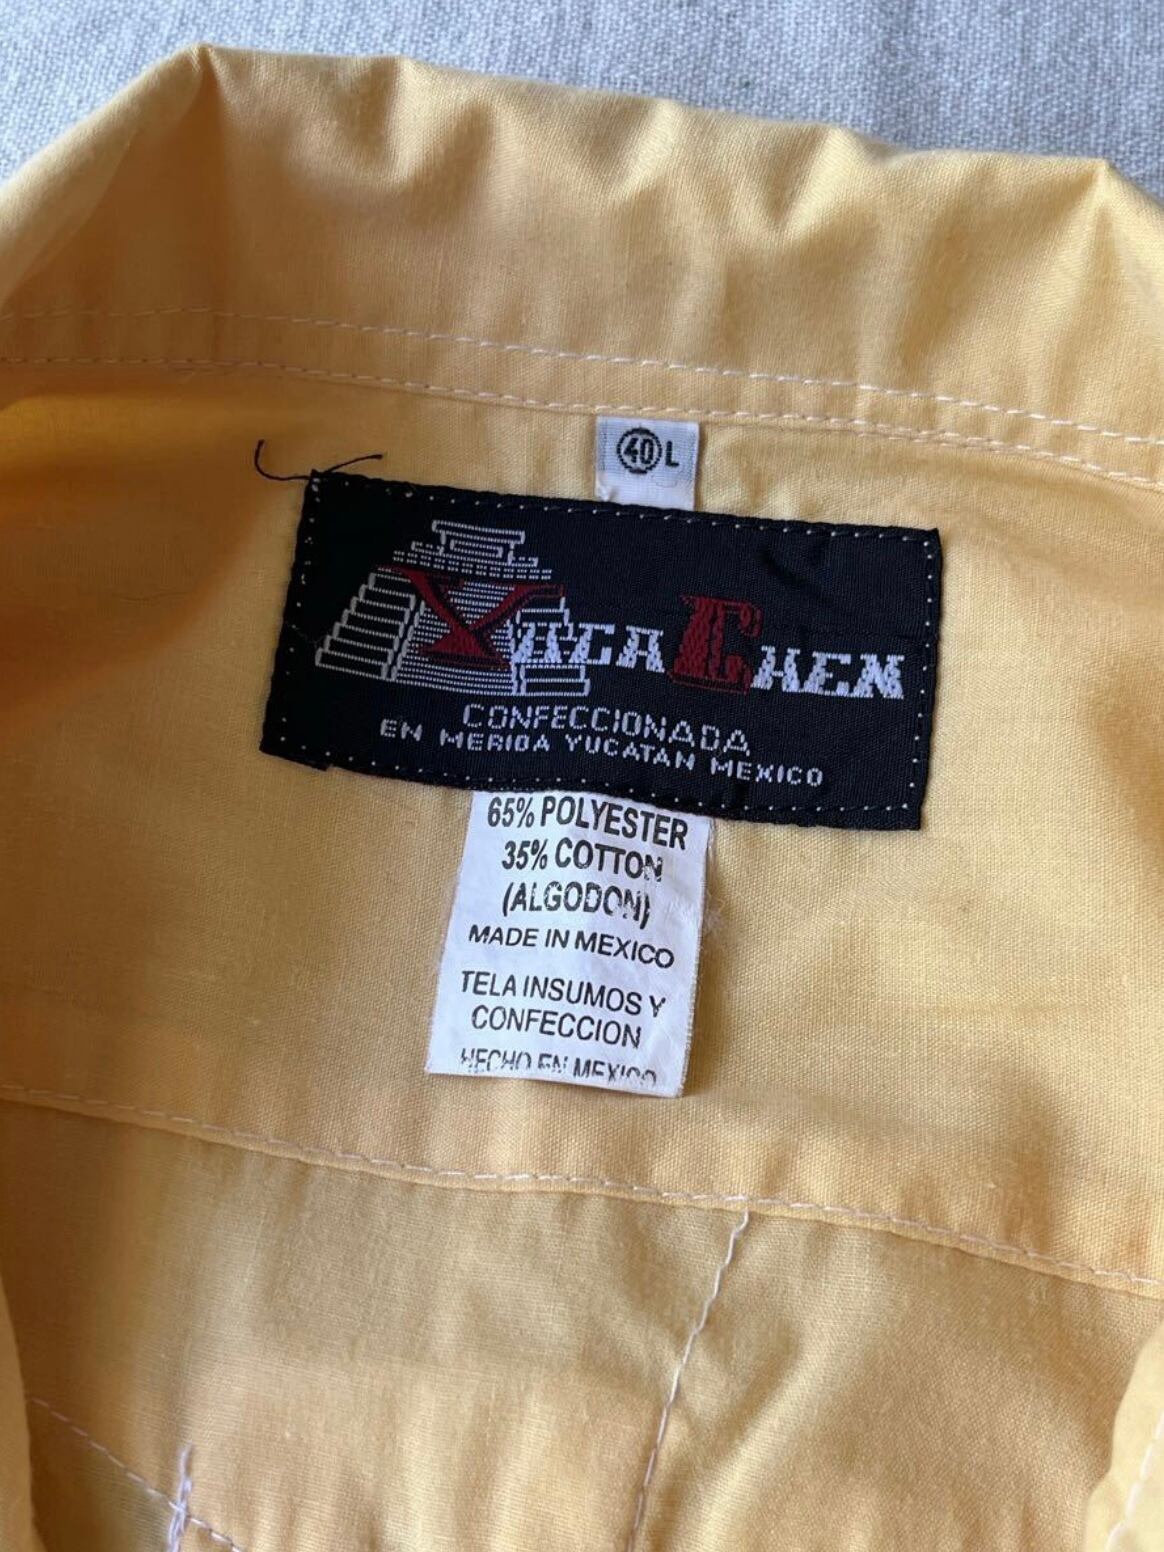 40 L
YACA CHEN
CONFECCIONADA
EN MERIDA YUCATAN MEXICO
65% POLYESTER
35% COTTON
(ALGODON)
MADE IN MEXICO
TELA INSUMOS Y
CONFECCION
HECHO EN MEXICO